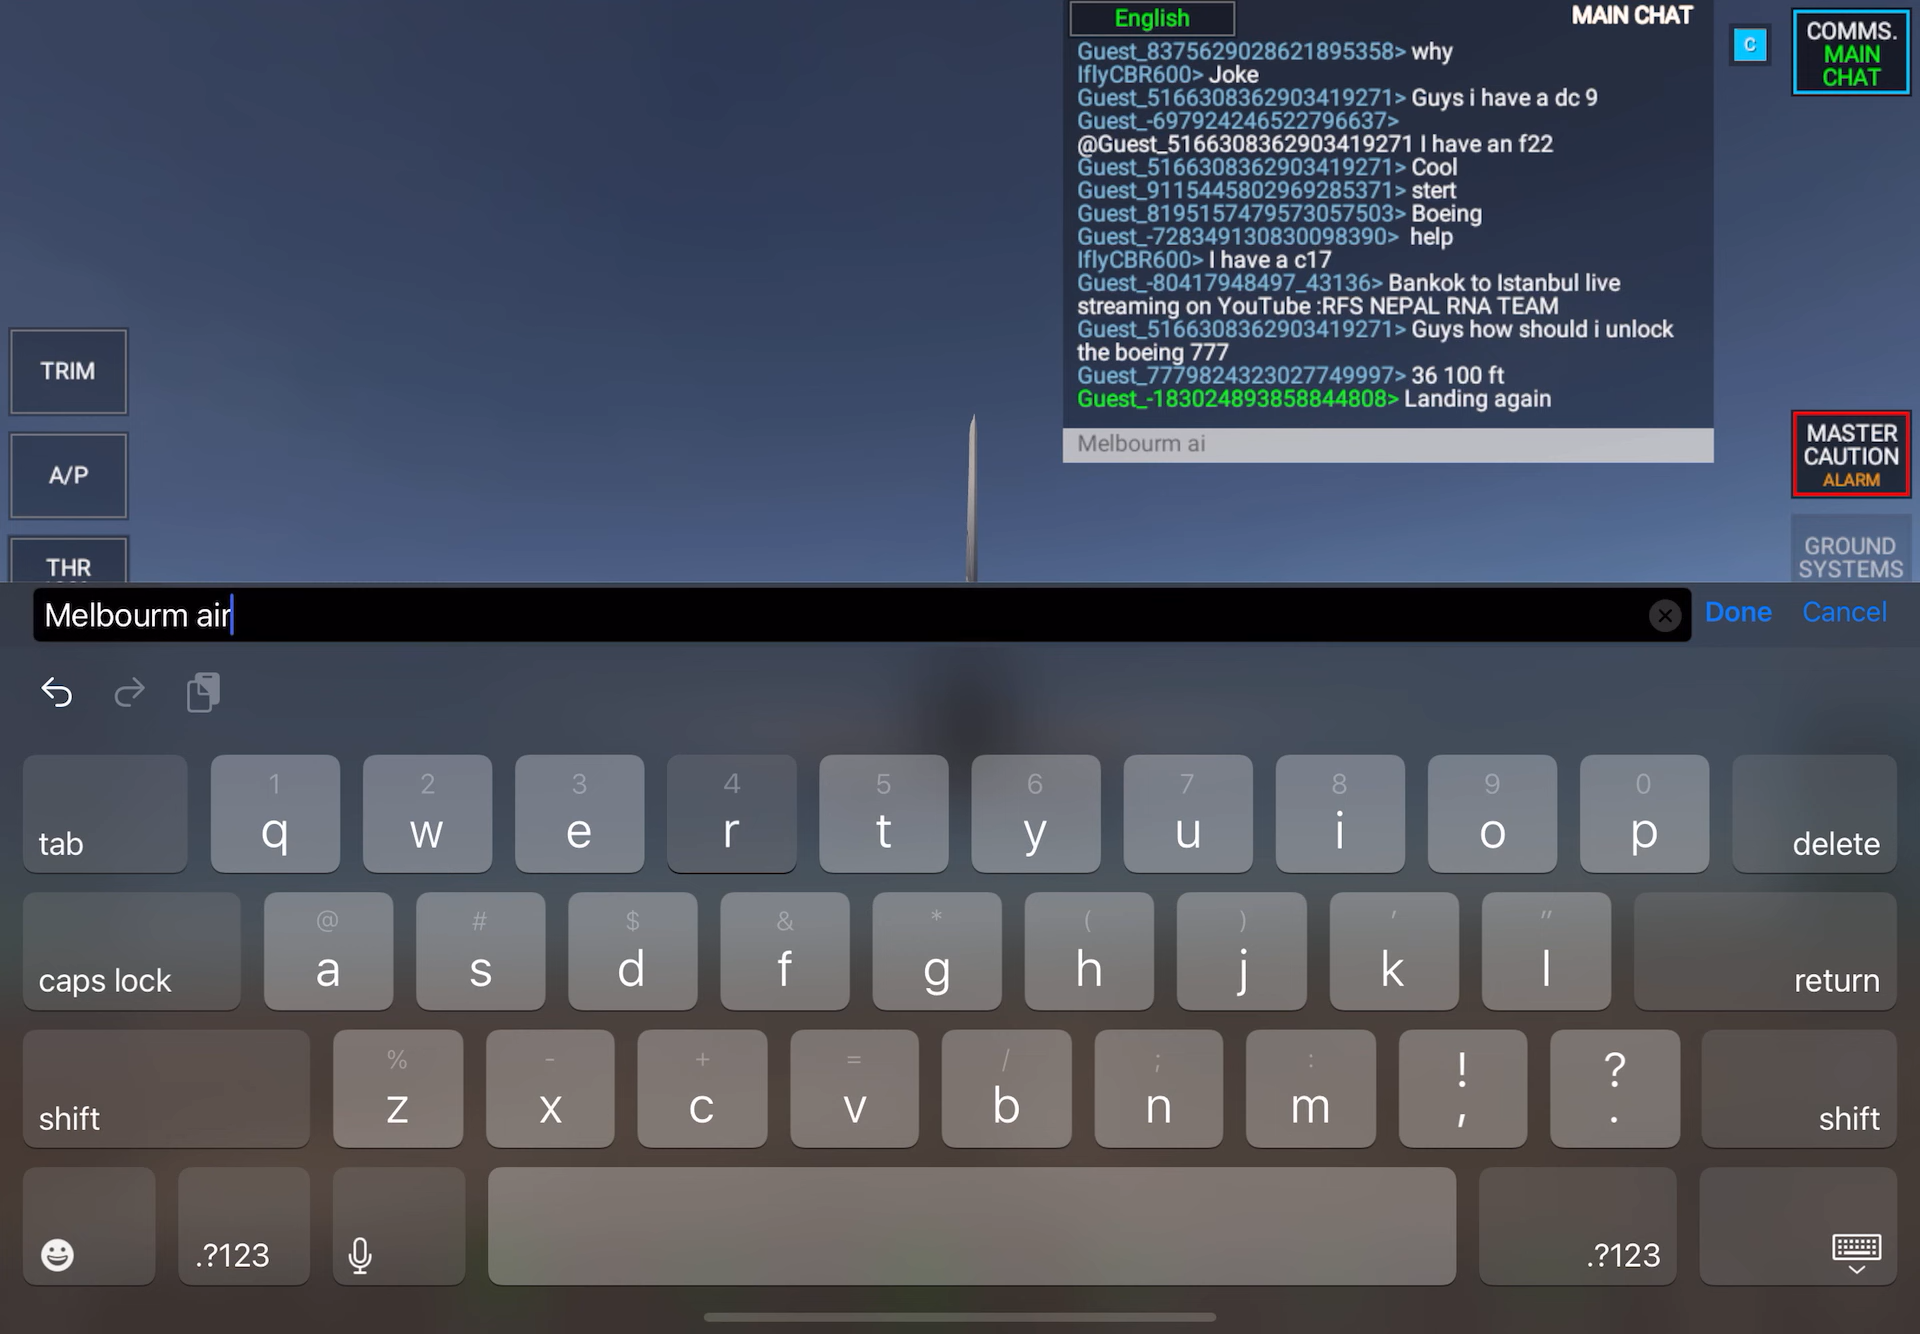 English
MAIN CHAT
Guest_8375629028621895358> why
IflyCBR600> Joke
Guest_5166308362903419271> Guys i have a dc 9
Guest_-697924246522796637>
@Guest_5166308362903419271 I have an f22
Guest_5166308362903419271> Cool
Guest_9115445802969285371> stert
Guest_8195157479573057503> Boeing
Guest_-728349130830098390> help
IflyCBR600> I have a c17
Guest_-80417948497_43136> Bankok to Istanbul live
streaming on YouTube :RFS NEPAL RNA TEAM
Guest_5166308362903419271> Guys how should i unlock
the boeing 777
Guest_7779824323027749997> 36 100 ft
Guest_-183024893858844808> Landing again
Melbourm ai
C
COMMS.
MAIN
CHAT
TRIM
A/P
THR
MASTER
CAUTION
ALARM
GROUND
SYSTEMS
Melbourm air
Done
Cancel
1 2 3 4 5 6 7 8 9 0
tab q w e r t y u i o p delete
@ # $ & * ( ) ' "
caps lock a s d f g h j k l return
% - + = / ; : ! ?
shift z x c v b n m , . shift
.?123
.?123